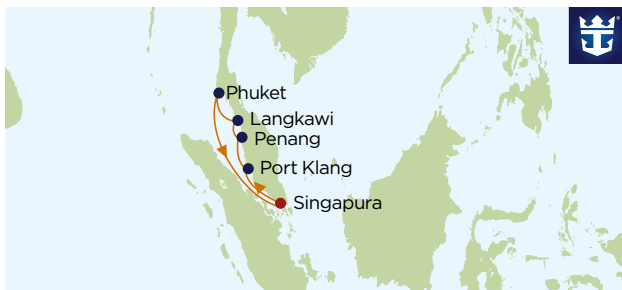 Phuket
Langkawi
Penang
Port Klang
Singapura